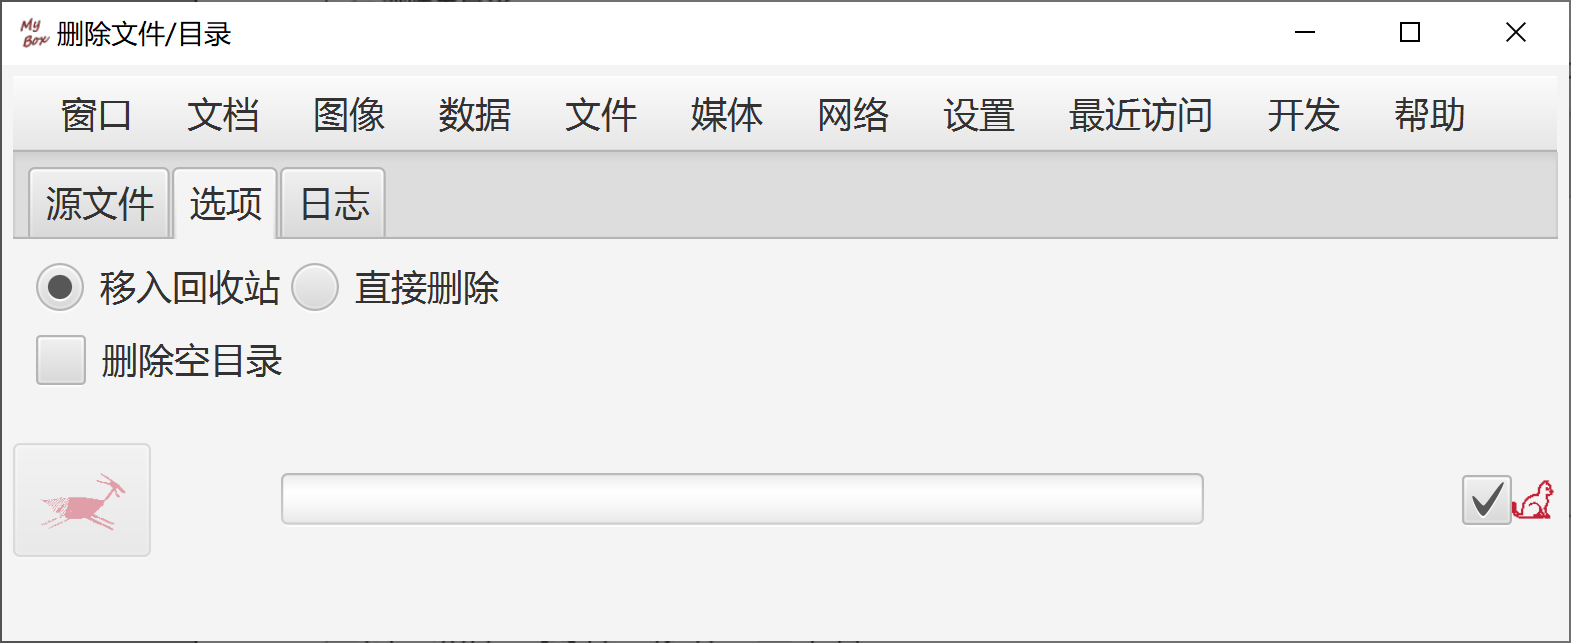 My Box 删除文件/目录
窗口 文档 图像 数据 文件 媒体 网络 设置 最近访问 开发 帮助
源文件 选项 日志
移入回收站 直接删除
删除空目录